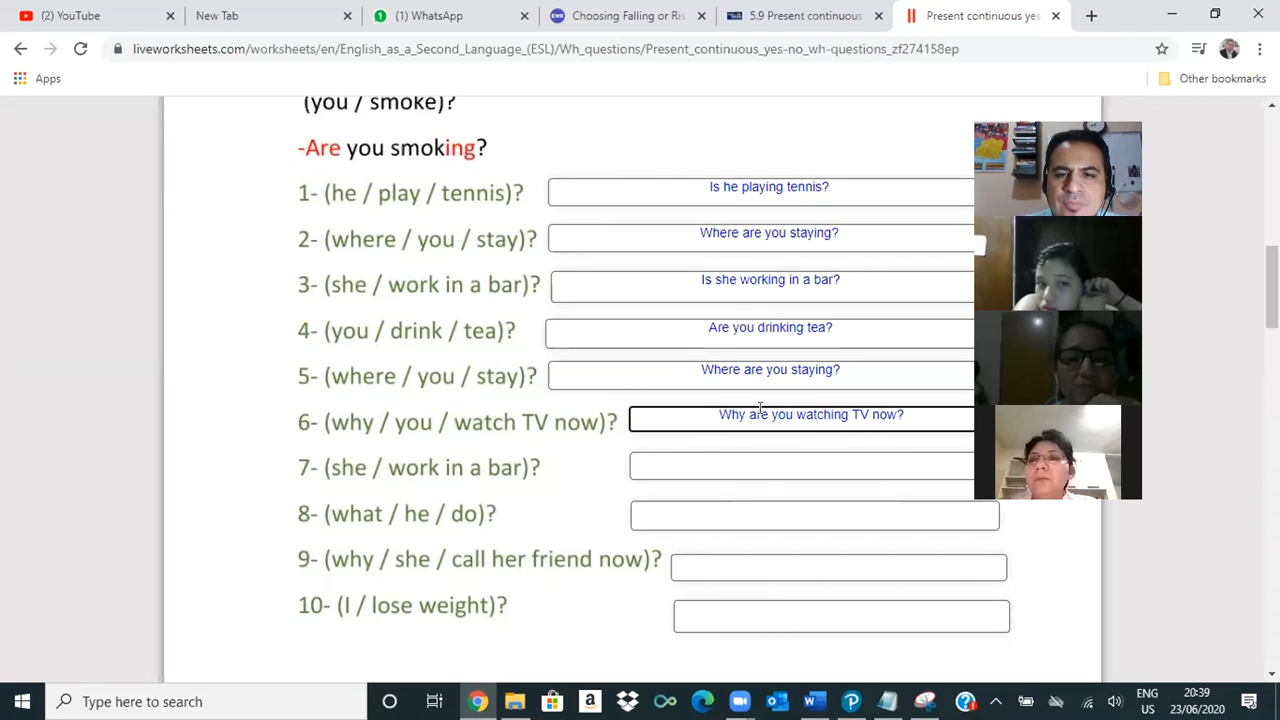 (2) YouTube
New Tab
(1) WhatsApp
Choosing Falling or Ris
5.9 Present continuous
Present continuous yes
liveworksheets.com/worksheets/en/English_as_a_Second_Language_(ESL)/Wh_questions/Present_continuous_yes-no_wh-questions_zf274158ep
Apps
Other bookmarks
(you / smoke)?
-Are you smoking?
1- (he / play / tennis)? Is he playing tennis?
2- (where / you / stay)? Where are you staying?
3- (she / work in a bar)? Is she working in a bar?
4- (you / drink / tea)? Are you drinking tea?
5- (where / you / stay)? Where are you staying?
6- (why / you / watch TV now)? Why are you watching TV now?
7- (she / work in a bar)?
8- (what / he / do)?
9- (why / she / call her friend now)?
10- (I / lose weight)?
Type here to search
ENG 20:39
US 23/06/2020